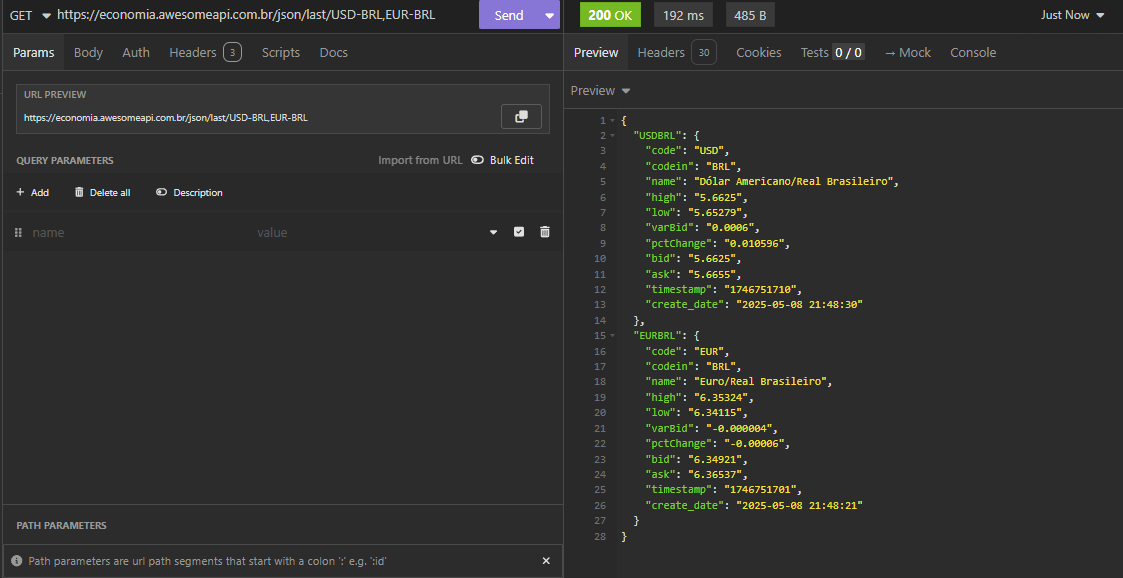 GET https://economia.awesomeapi.com.br/json/last/USD-BRL,EUR-BRL Send
Params Body Auth Headers 3 Scripts Docs
URL PREVIEW
https://economia.awesomeapi.com.br/json/last/USD-BRL,EUR-BRL
QUERY PARAMETERS Import from URL Bulk Edit
+ Add Delete all Description
name value
PATH PARAMETERS
Path parameters are url path segments that start with a colon ':' e.g. ':id'
200 OK 192 ms 485 B Just Now
Preview Headers 30 Cookies Tests 0 / 0 → Mock Console
Preview
1 {
2 "USDBRL": {
3 "code": "USD",
4 "codein": "BRL",
5 "name": "Dólar Americano/Real Brasileiro",
6 "high": "5.6625",
7 "low": "5.65279",
8 "varBid": "0.0006",
9 "pctChange": "0.010596",
10 "bid": "5.6625",
11 "ask": "5.6655",
12 "timestamp": "1746751710",
13 "create_date": "2025-05-08 21:48:30"
14 },
15 "EURBRL": {
16 "code": "EUR",
17 "codein": "BRL",
18 "name": "Euro/Real Brasileiro",
19 "high": "6.35324",
20 "low": "6.34115",
21 "varBid": "-0.000004",
22 "pctChange": "-0.00006",
23 "bid": "6.34921",
24 "ask": "6.36537",
25 "timestamp": "1746751701",
26 "create_date": "2025-05-08 21:48:21"
27 }
28 }